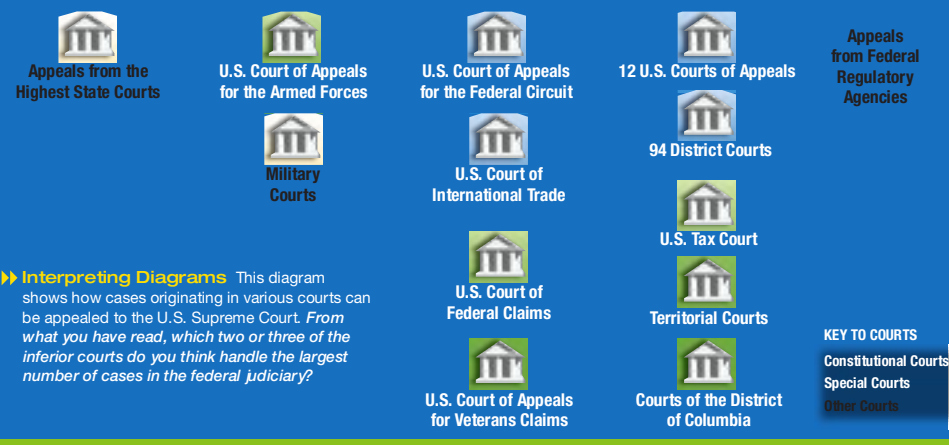 Appeals from the
Highest State Courts
U.S. Court of Appeals
for the Armed Forces
U.S. Court of Appeals
for the Federal Circuit
12 U.S. Courts of Appeals
Appeals
from Federal
Regulatory
Agencies
Military
Courts
U.S. Court of
International Trade
94 District Courts
U.S. Tax Court
U.S. Court of
Federal Claims
Territorial Courts
U.S. Court of Appeals
for Veterans Claims
Courts of the District
of Columbia
Interpreting Diagrams This diagram
shows how cases originating in various courts can
be appealed to the U.S. Supreme Court. From
what you have read, which two or three of the
inferior courts do you think handle the largest
number of cases in the federal judiciary?
KEY TO COURTS
Constitutional Courts
Special Courts
Other Courts